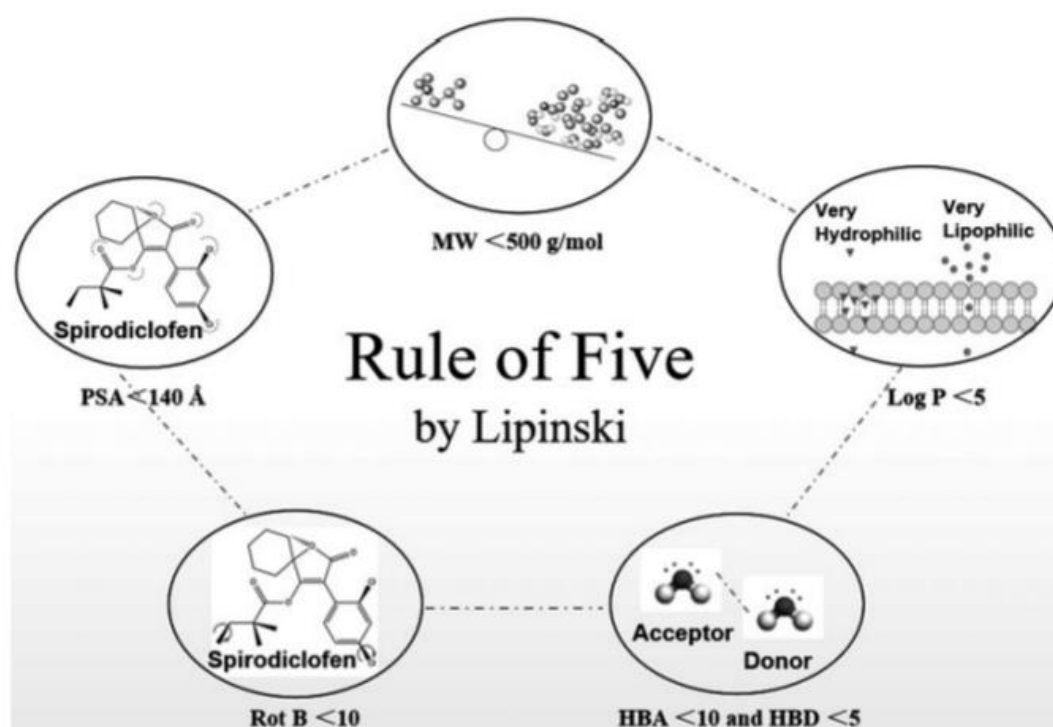 MW <500 g/mol
Very
Hydrophilic
Very
Lipophilic
Log P <5
Spirodiclofen
PSA <140 Å
Rule of Five
by Lipinski
Spirodiclofen
Rot B <10
Acceptor
Donor
HBA <10 and HBD <5